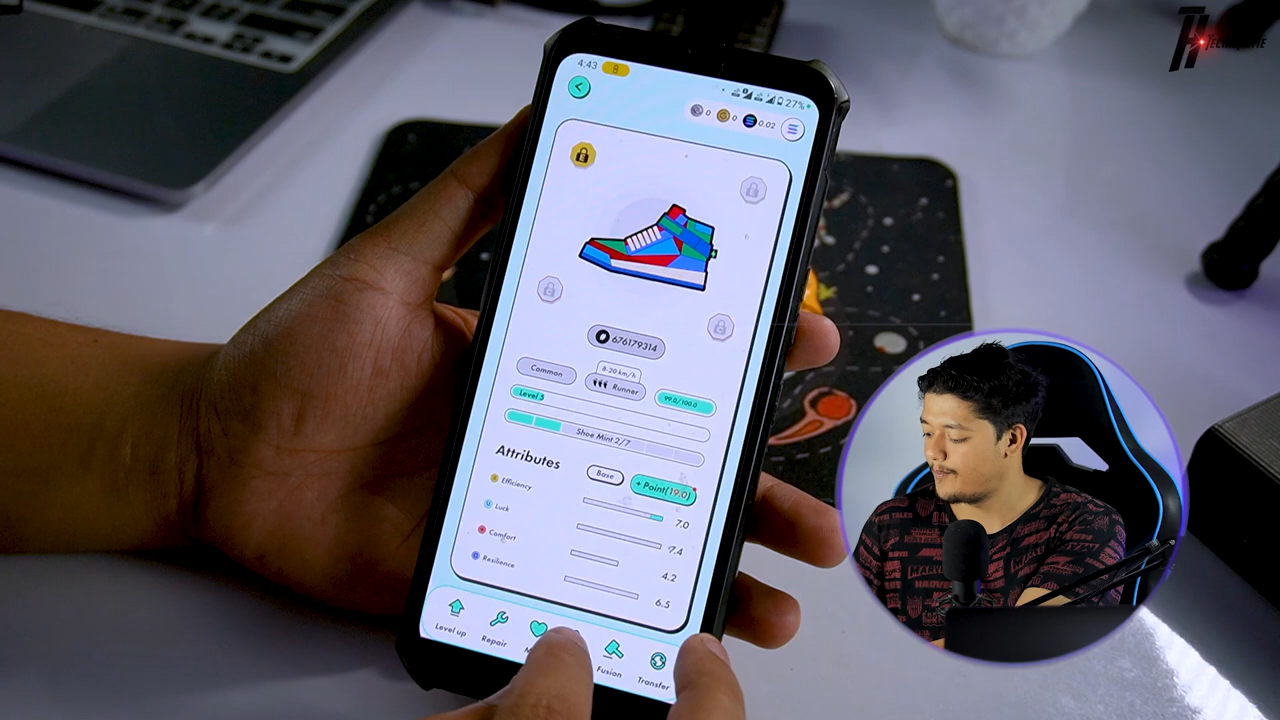 4:43
27%
0
0
0.02
676179314
Common
8-20 km/h
Runner
99.0/100.0
Level 5
Shoe Mint 2/7
Attributes
Base
+ Point(19.0)
Efficiency
7.0
Luck
7.4
Comfort
4.2
Resilience
6.5
Level up
Repair
Fusion
Transfer
MARVEL